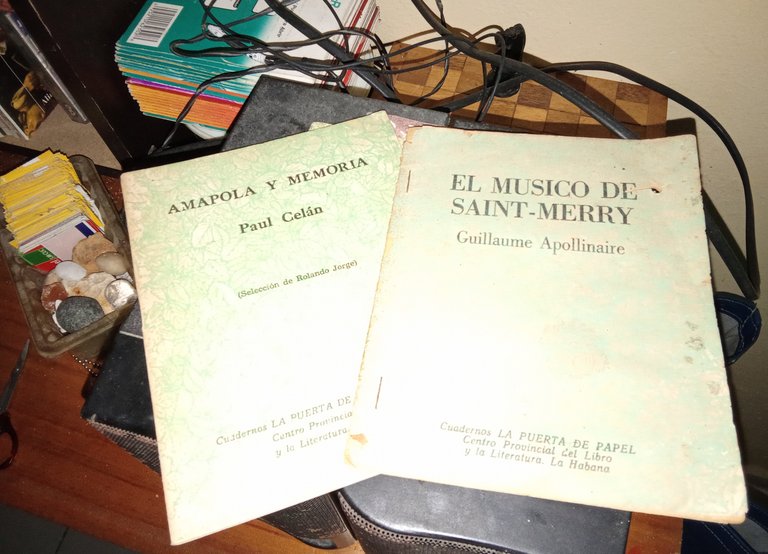 AMAPOLA Y MEMORIA
Paul Celán
(Selección de Rolando Jorge)
Cuadernos LA PUERTA DE
Centro Provincia
y la Literatura.
EL MUSICO DE
SAINT-MERRY
Guillaume Apollinaire
Cuadernos LA PUERTA DE PAPEL
Centro Provincial del Libro
y la Literatura. La Habana